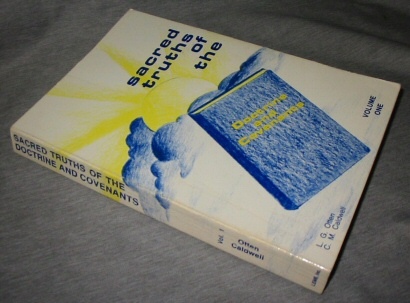 sacred
truths
of the
Doctrine
and
Covenants
VOLUME
ONE
L. G. Otten
C. M. Caldwell
SACRED TRUTHS OF THE
DOCTRINE AND COVENANTS
Vol. 1
Otten
Caldwell